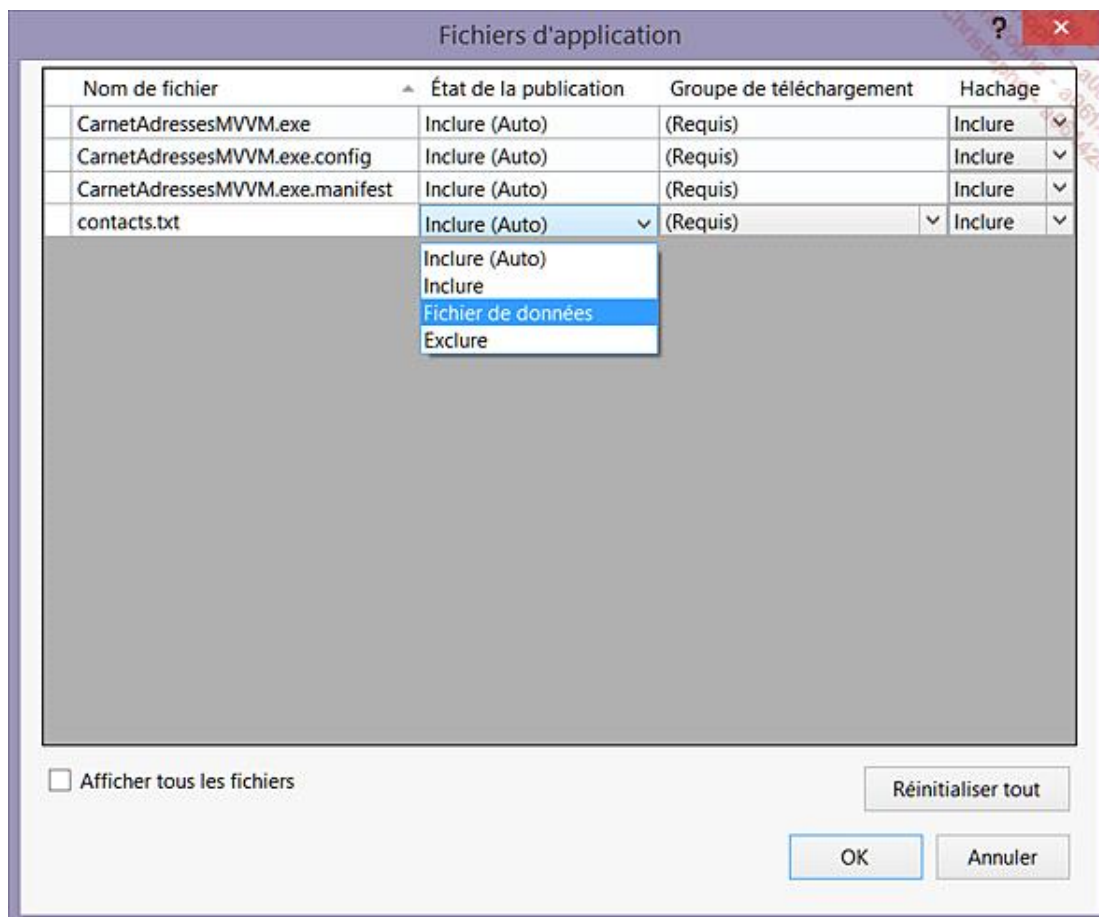 Fichiers d'application ?
Nom de fichier État de la publication Groupe de téléchargement Hachage
CarnetAdressesMVVM.exe Inclure (Auto) (Requis) Inclure
CarnetAdressesMVVM.exe.config Inclure (Auto) (Requis) Inclure
CarnetAdressesMVVM.exe.manifest Inclure (Auto) (Requis) Inclure
contacts.txt Inclure (Auto) (Requis) Inclure
Inclure (Auto)
Inclure
Fichier de données
Exclure
Afficher tous les fichiers
Réinitialiser tout
OK Annuler